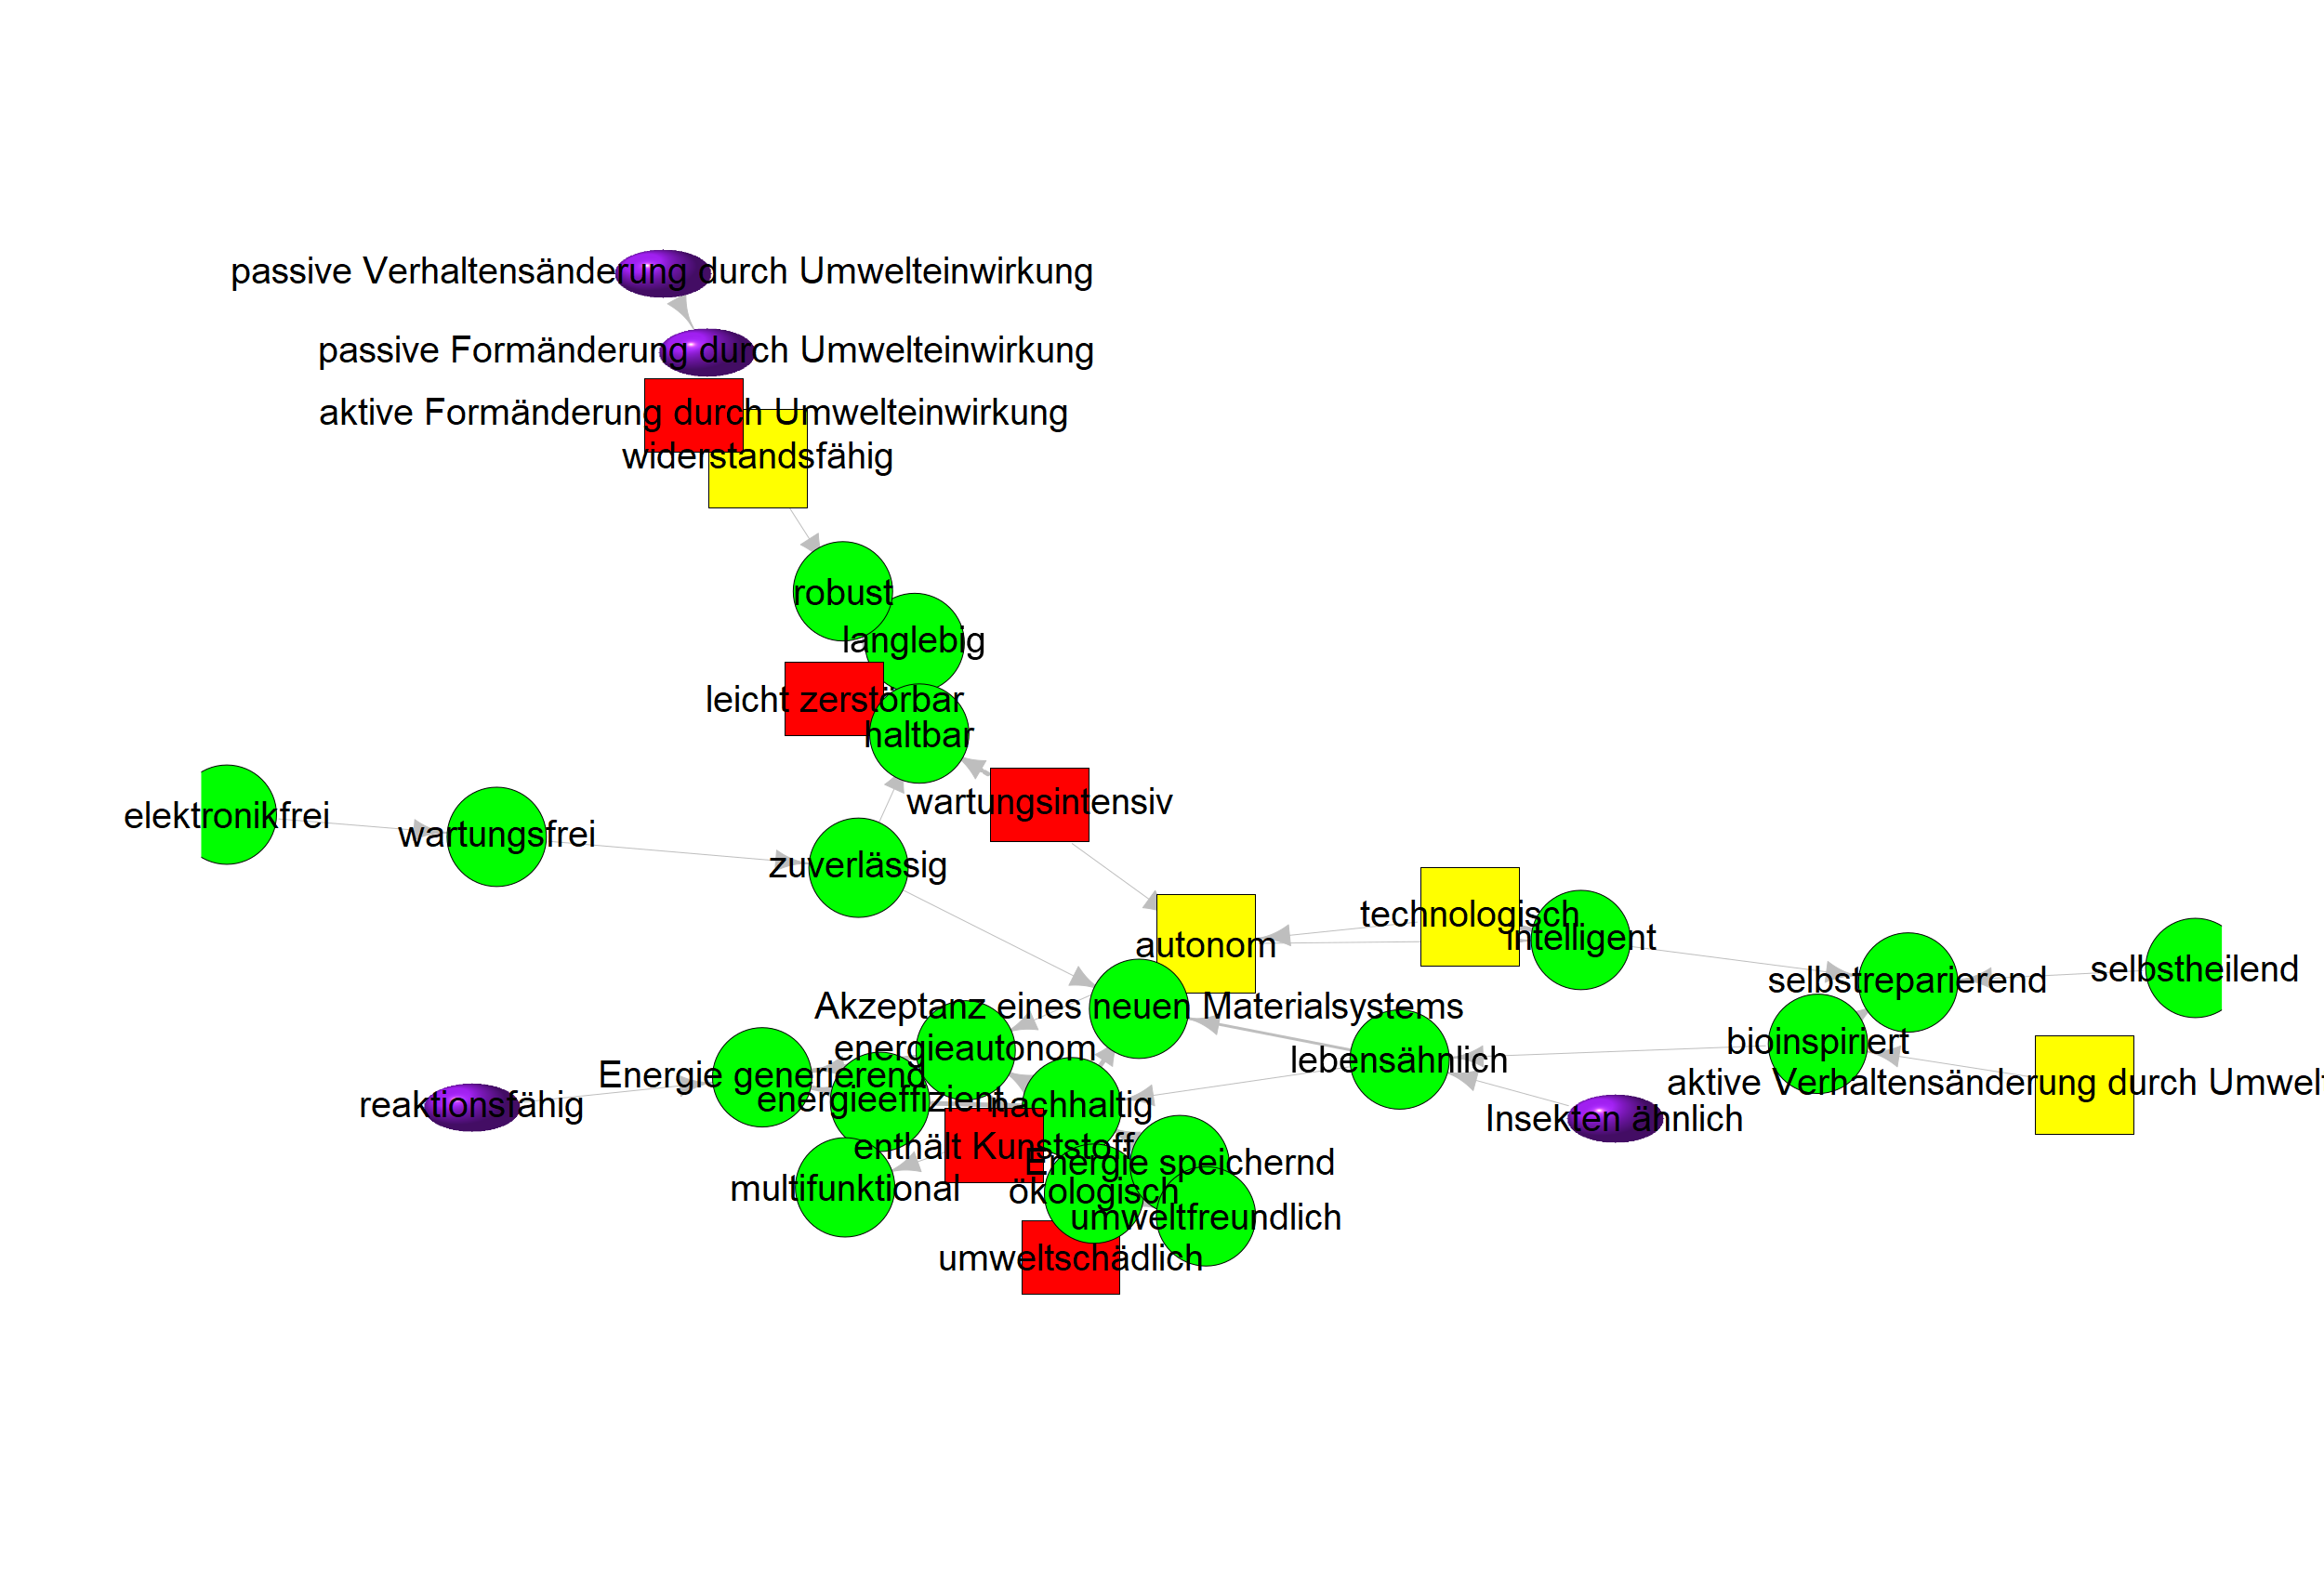 passive Verhaltensänderung durch Umwelteinwirkung
passive Formänderung durch Umwelteinwirkung
aktive Formänderung durch Umwelteinwirkung
widerstandsfähig
robust
langlebig
leicht zerstörbar
haltbar
wartungsintensiv
elektronikfrei
wartungsfrei
zuverlässig
technologisch
intelligent
autonom
selbstheilend
selbstreparierend
Akzeptanz eines neuen Materialsystems
bioinspiriert
energieautonom
lebensähnlich
Energie generierend
aktive Verhaltensänderung durch Umwelt
energieeffizient
nachhaltig
reaktionsfähig
Insekten ähnlich
enthält Kunststoff
Energie speichernd
multifunktional
ökologisch
umweltfreundlich
umweltschädlich